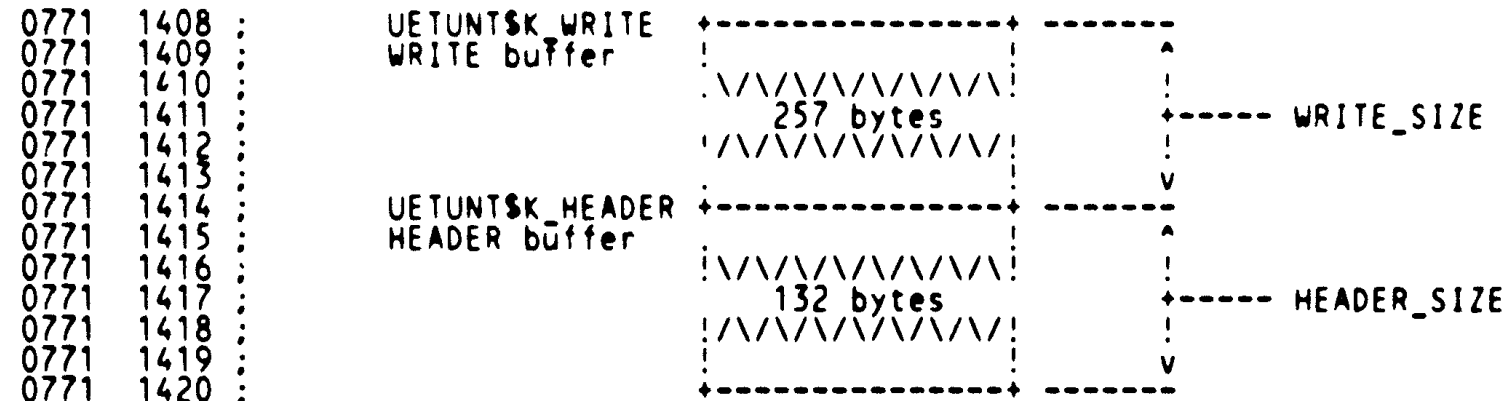 0771 1408 ; UETUNT$K_WRITE +---------------+ -------
0771 1409 ; WRITE buffer ! ! ^
0771 1410 ; !\/\/\/\/\/\/\/\! !
0771 1411 ; 257 bytes +----- WRITE_SIZE
0771 1412 ; !/\/\/\/\/\/\/\/! !
0771 1413 ; ! ! v
0771 1414 ; UETUNT$K_HEADER +---------------+ -------
0771 1415 ; HEADER buffer ! ! ^
0771 1416 ; !\/\/\/\/\/\/\/\! !
0771 1417 ; 132 bytes +----- HEADER_SIZE
0771 1418 ; !/\/\/\/\/\/\/\/! !
0771 1419 ; ! ! v
0771 1420 ; +---------------+ -------